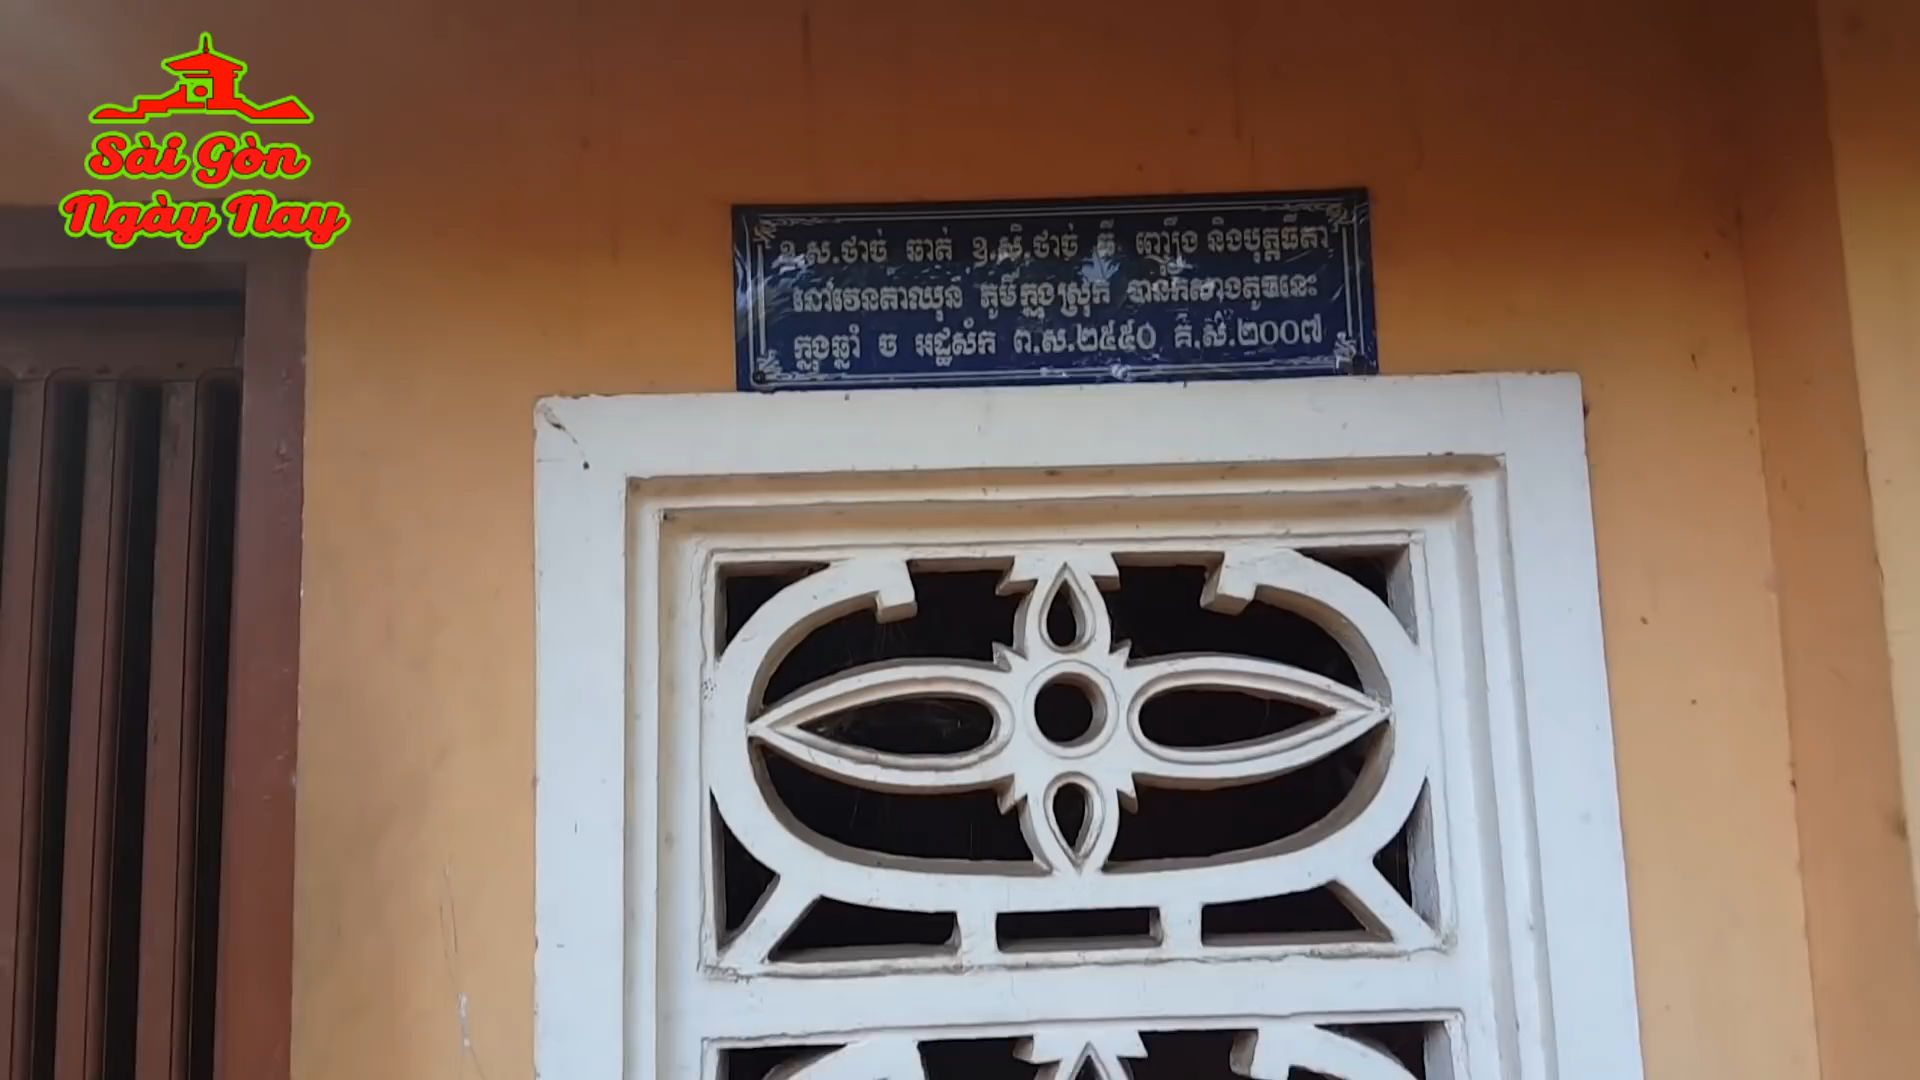 Sài Gòn
Ngày Nay
ឧ.ស.ថាច់ ឆាត់ ឧ.ស៊ិ.ថាច់ ធី ញឿង និងបុត្តធីតា
នៅវេនតាឈុន ភូមិក្នុងស្រុក បានកសាងតូបនេះ
ក្នុងឆ្នាំ ច អដ្ឋស័ក ព.ស.២៥៥០ គ.ស.២០០៧